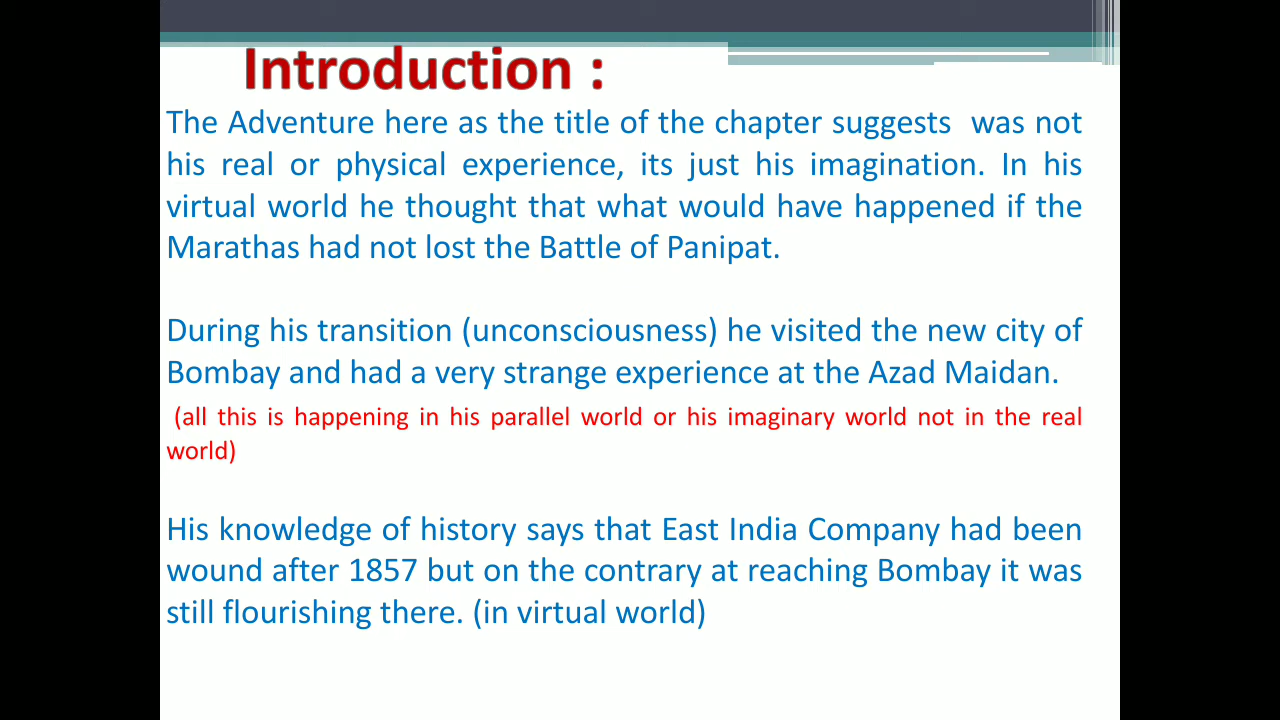 Introduction :
The Adventure here as the title of the chapter suggests was not
his real or physical experience, its just his imagination. In his
virtual world he thought that what would have happened if the
Marathas had not lost the Battle of Panipat.
During his transition (unconsciousness) he visited the new city of
Bombay and had a very strange experience at the Azad Maidan.
(all this is happening in his parallel world or his imaginary world not in the real
world)
His knowledge of history says that East India Company had been
wound after 1857 but on the contrary at reaching Bombay it was
still flourishing there. (in virtual world)